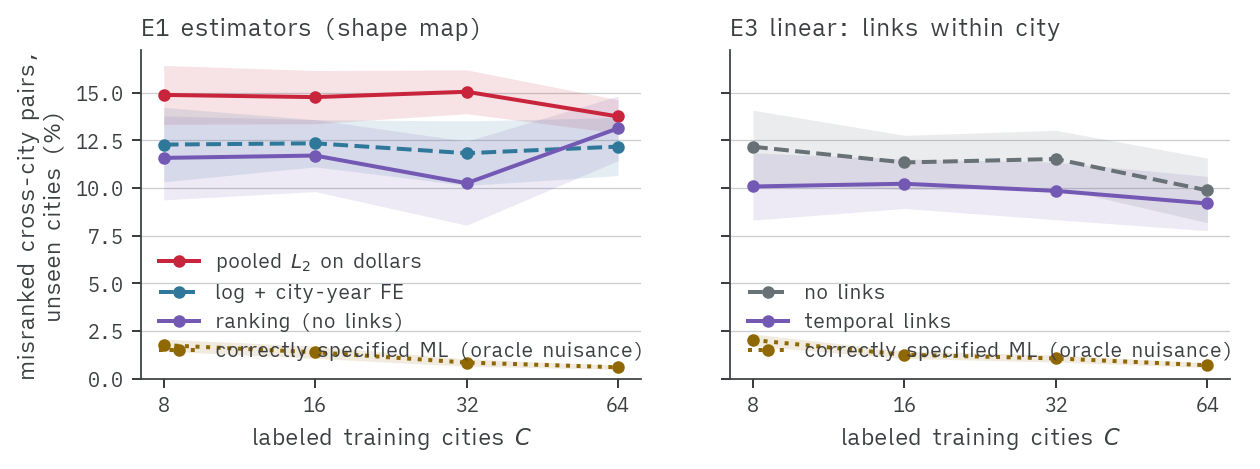 E1 estimators (shape map)
misranked cross-city pairs,
unseen cities (%)
15.0
12.5
10.0
7.5
5.0
2.5
0.0
pooled L₂ on dollars
log + city-year FE
ranking (no links)
correctly specified ML (oracle nuisance)
8 16 32 64
labeled training cities C
E3 linear: links within city
no links
temporal links
correctly specified ML (oracle nuisance)
8 16 32 64
labeled training cities C